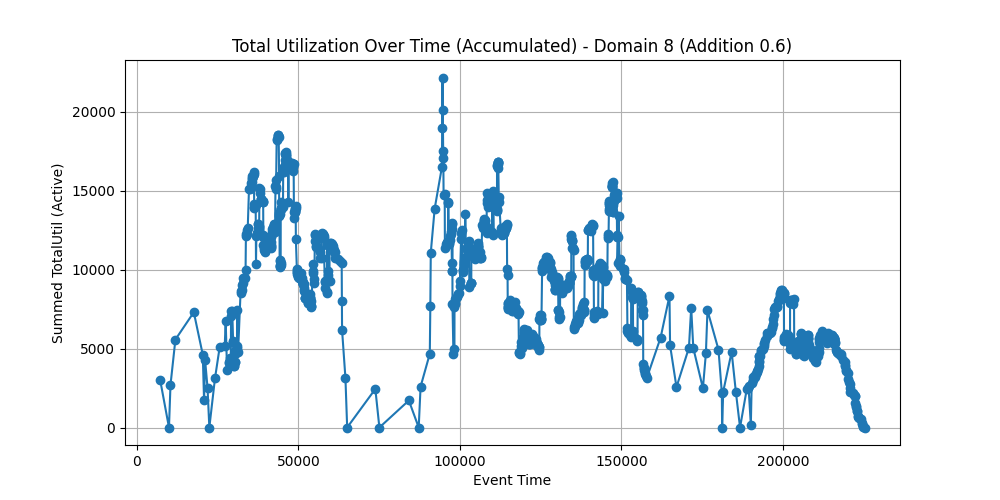 Total Utilization Over Time (Accumulated) - Domain 8 (Addition 0.6)
Summed TotalUtil (Active)
20000
15000
10000
5000
0
0 50000 100000 150000 200000
Event Time